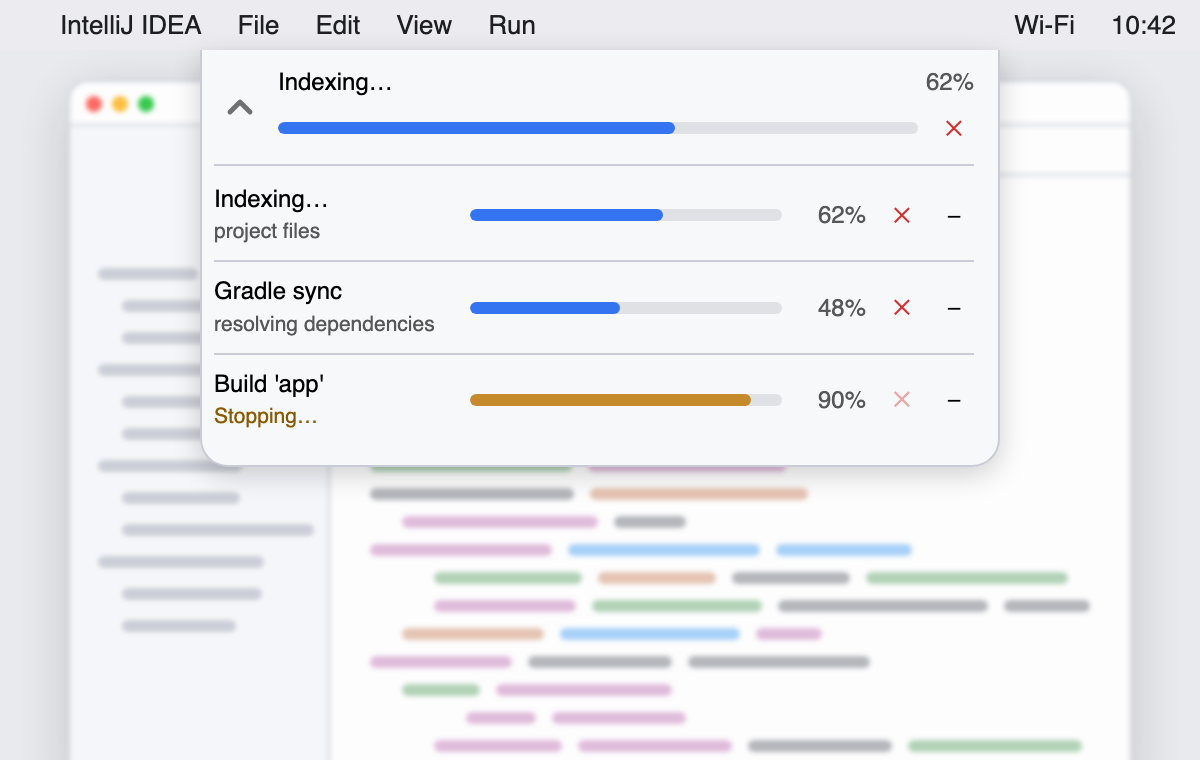 IntelliJ IDEA File Edit View Run Wi-Fi 10:42
Indexing… 62%
Indexing… 62%
project files
Gradle sync 48%
resolving dependencies
Build 'app' 90%
Stopping…